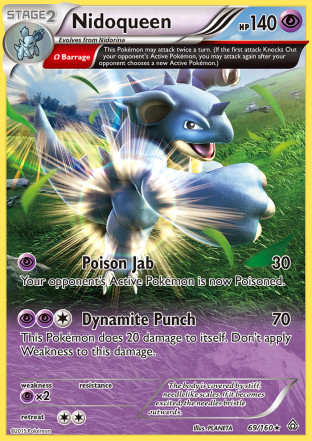 STAGE2 Nidoqueen HP140
Evolves from Nidorina
Ω Barrage This Pokémon may attack twice a turn. (If the first attack Knocks Out
your opponent's Active Pokémon, you may attack again after your
opponent chooses a new Active Pokémon.)
Poison Jab 30
Your opponent's Active Pokémon is now Poisoned.
Dynamite Punch 70
This Pokémon does 20 damage to itself. Don't apply
Weakness to this damage.
weakness resistance
×2
retreat
The body is covered by stiff,
needlelike scales. If it becomes
excited, the needles bristle
outwards.
©2015 Pokémon Illus. PLANETA 69/160★